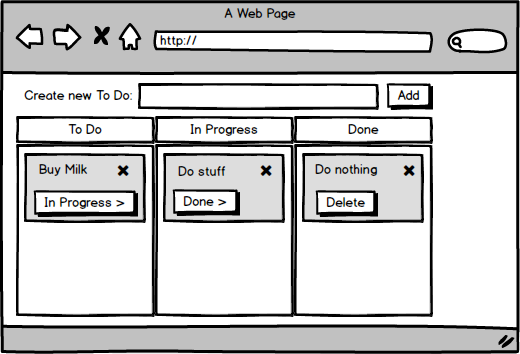 A Web Page
http://
Create new To Do:
Add
To Do
In Progress
Done
Buy Milk
In Progress >
Do stuff
Done >
Do nothing
Delete